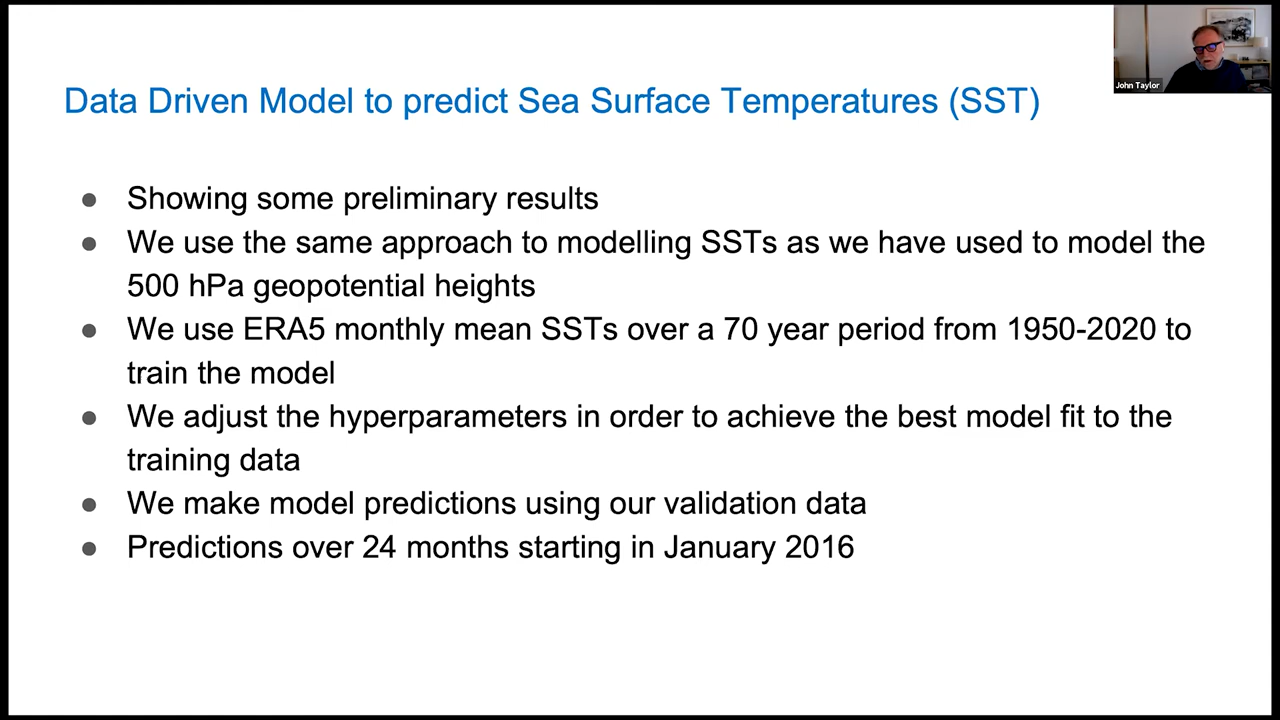 John Taylor
Data Driven Model to predict Sea Surface Temperatures (SST)
● Showing some preliminary results
● We use the same approach to modelling SSTs as we have used to model the
500 hPa geopotential heights
● We use ERA5 monthly mean SSTs over a 70 year period from 1950-2020 to
train the model
● We adjust the hyperparameters in order to achieve the best model fit to the
training data
● We make model predictions using our validation data
● Predictions over 24 months starting in January 2016